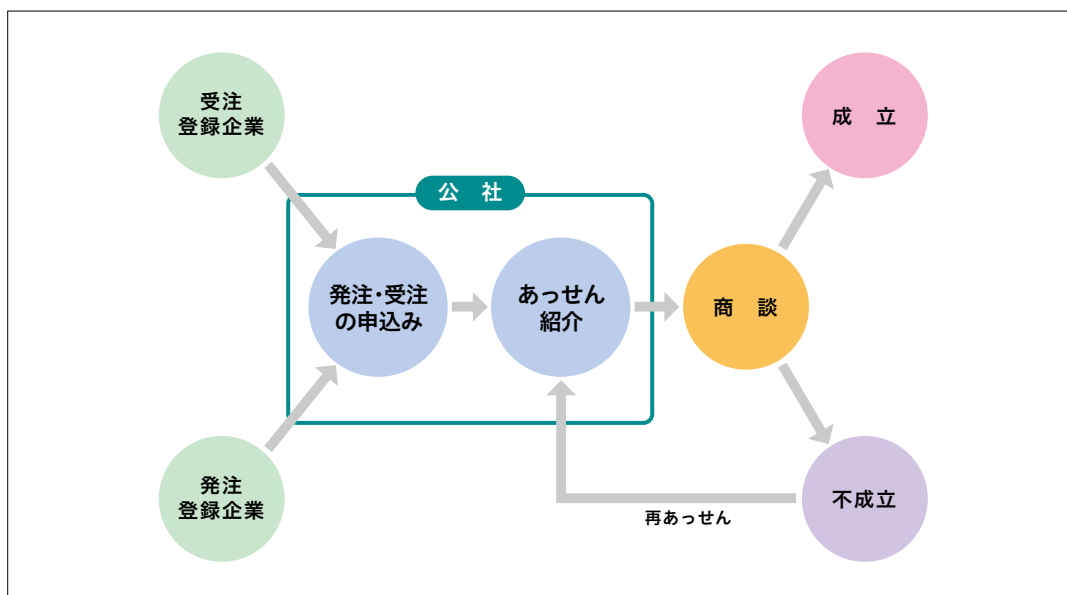 受注
登録企業
成 立
公 社
発注・受注
の申込み
あっせん
紹介
商 談
発注
登録企業
不成立
再あっせん